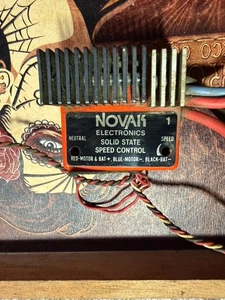 NOVAK 1
ELECTRONICS
NEUTRAL SOLID STATE SPEED
SPEED CONTROL
RED-MOTOR & BAT+, BLUE-MOTOR-, BLACK-BAT-